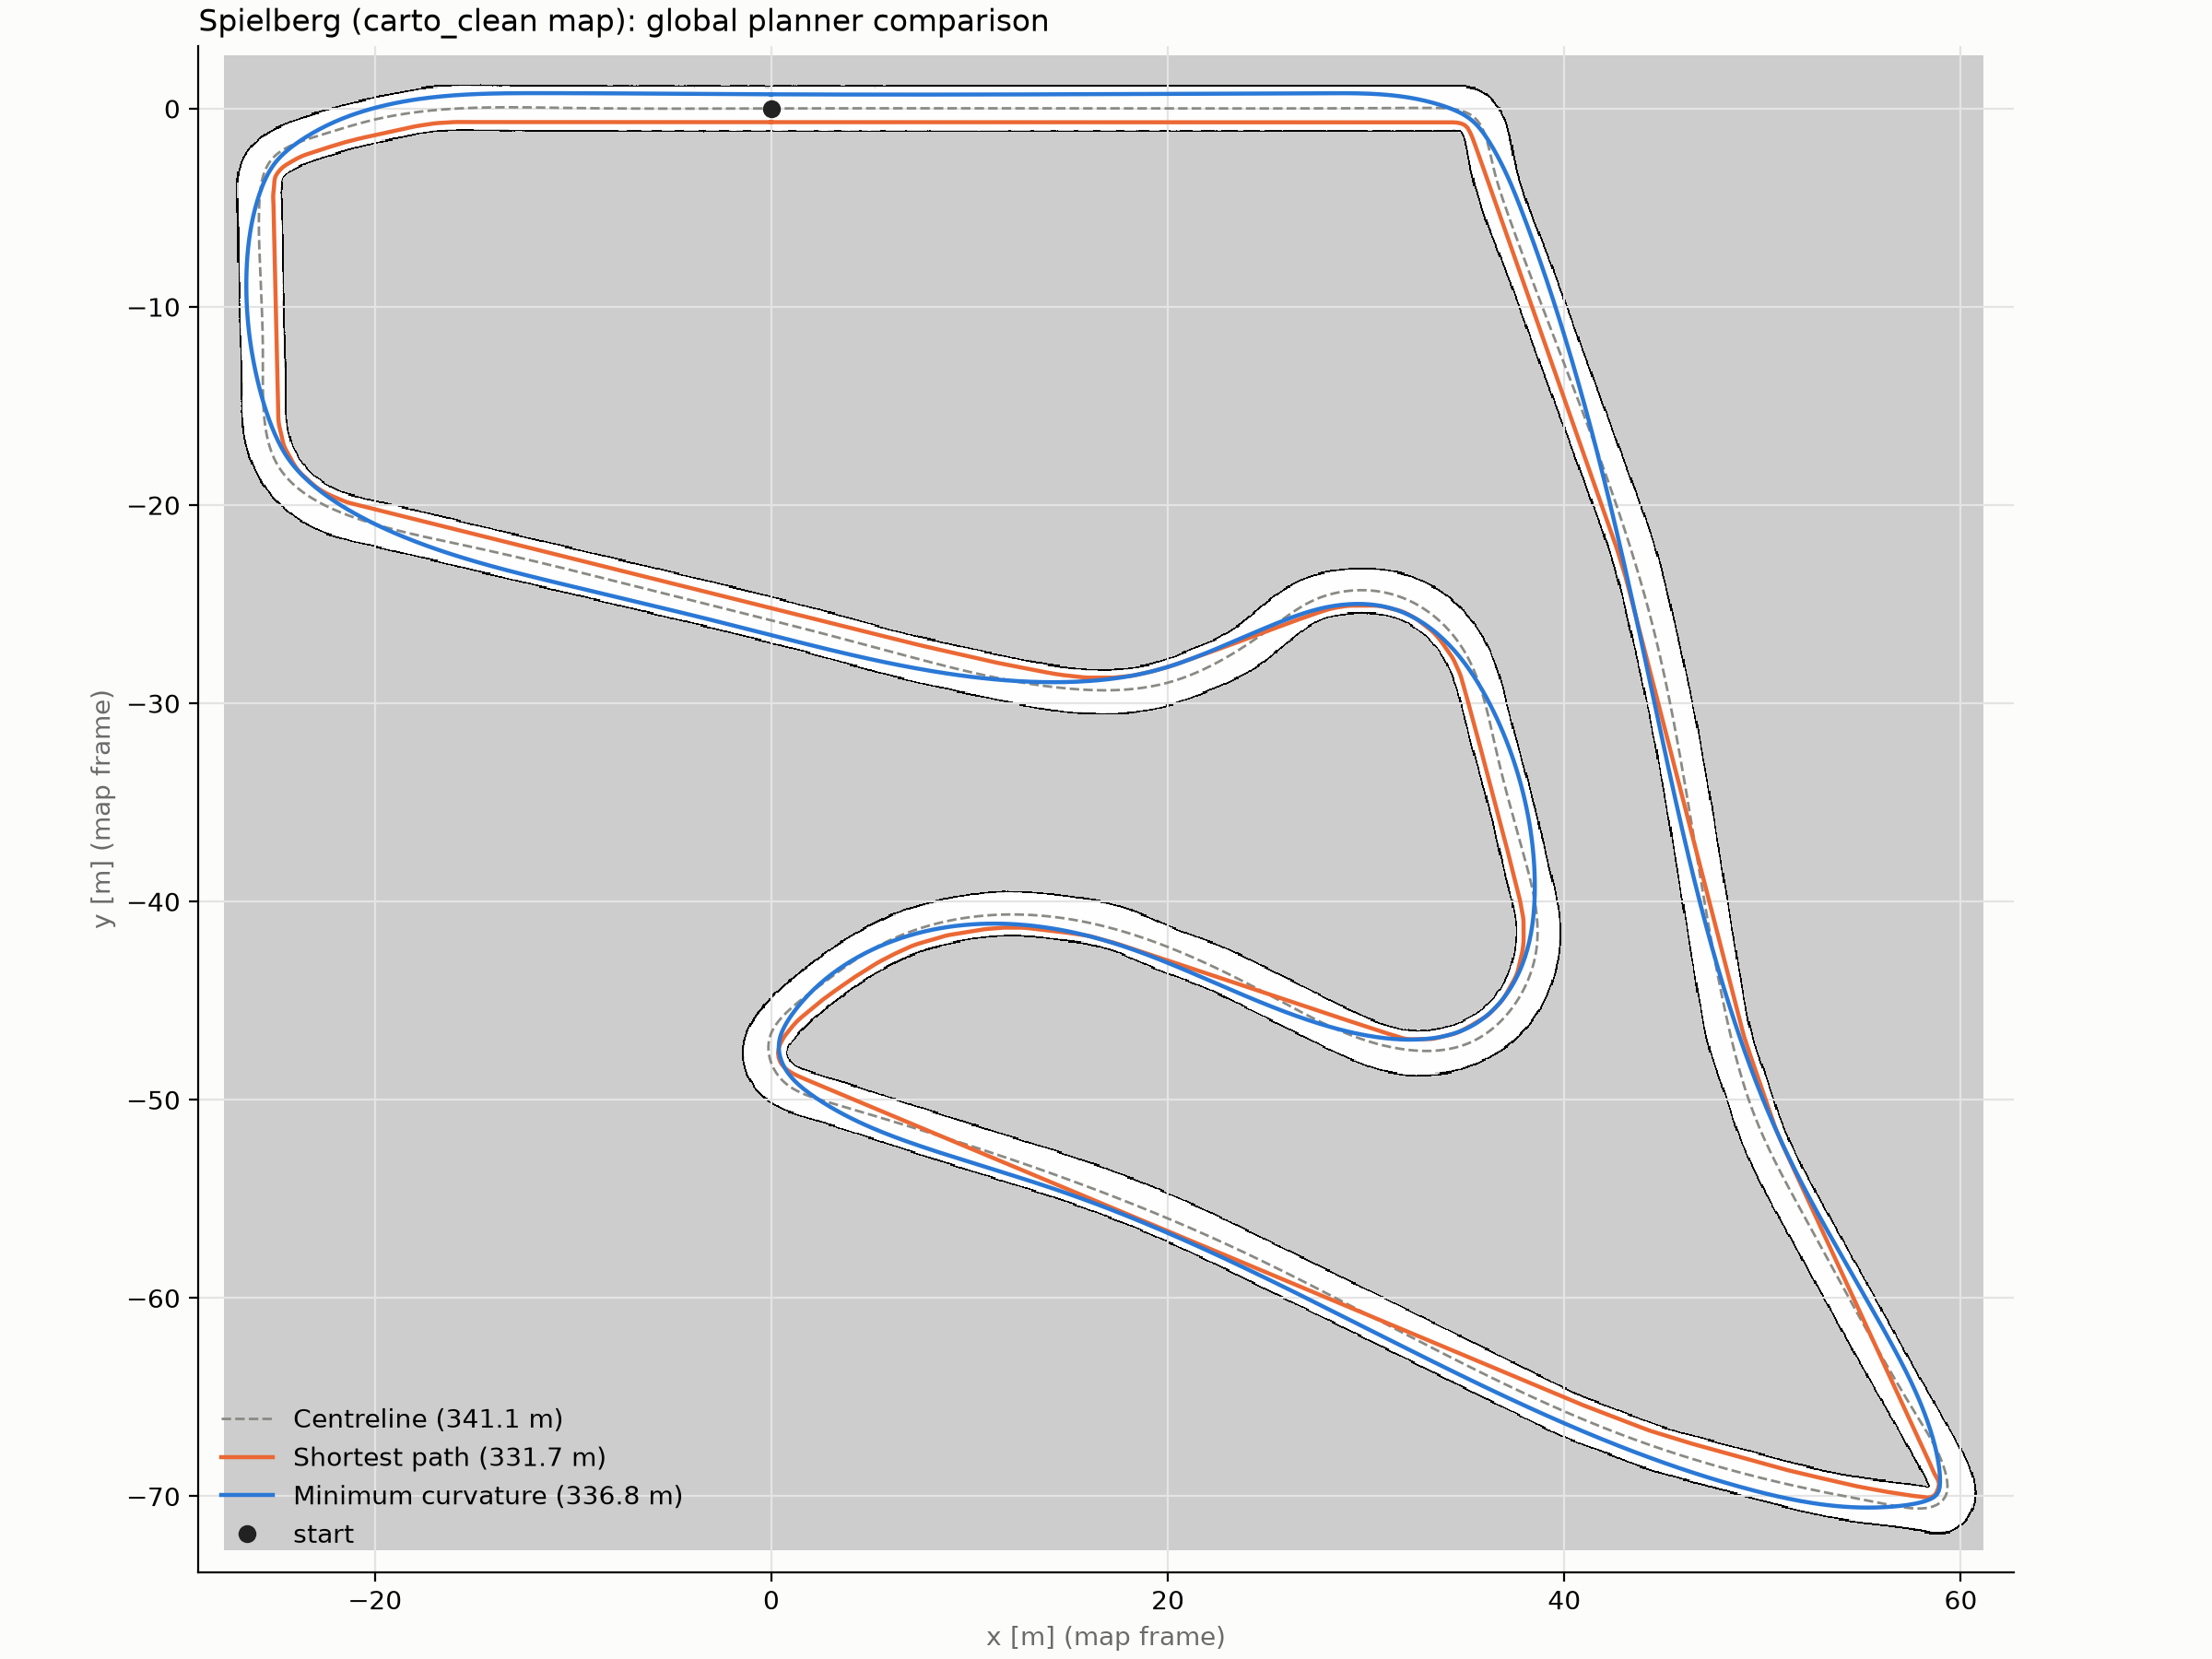 Spielberg (carto_clean map): global planner comparison
0
−10
−20
−30
−40
−50
−60
−70
y [m] (map frame)
Centreline (341.1 m)
Shortest path (331.7 m)
Minimum curvature (336.8 m)
start
−20
0
20
40
60
x [m] (map frame)